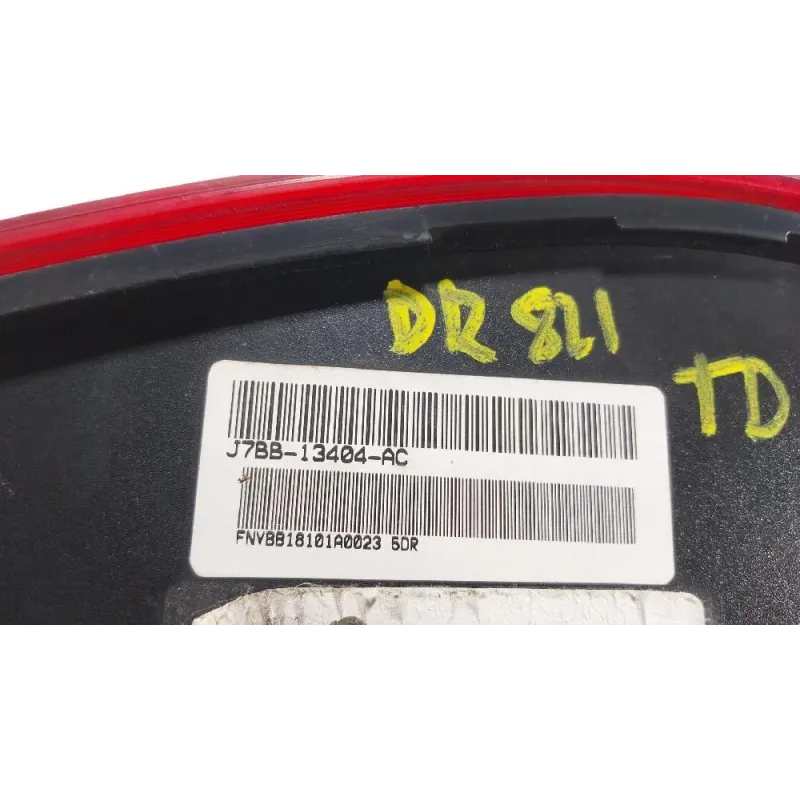 DR 821
TD
J7BB-13404-AC
FNVBB18101A0023 5DR